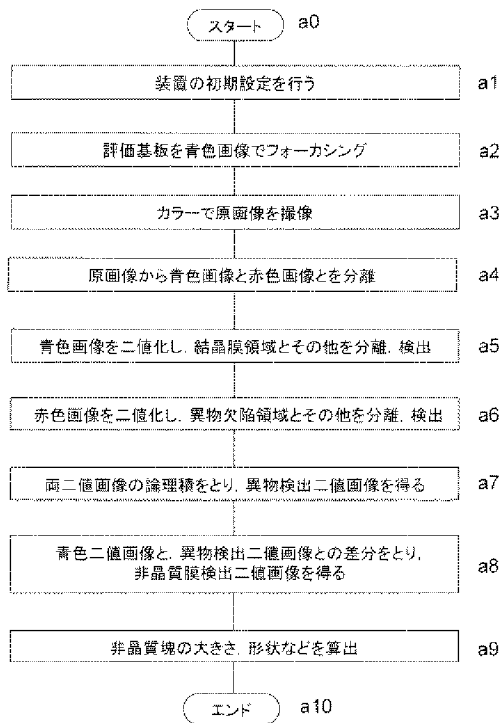 スタート a0
装置の初期設定を行う a1
評価基板を青色画像でフォーカシング a2
カラーで原画像を撮像 a3
原画像から青色画像と赤色画像とを分離 a4
青色画像を二値化し，結晶膜領域とその他を分離，検出 a5
赤色画像を二値化し，異物欠陥領域とその他を分離，検出 a6
両二値画像の論理積をとり，異物検出二値画像を得る a7
青色二値画像と，異物検出二値画像との差分をとり，
非晶質膜検出二値画像を得る a8
非晶質塊の大きさ，形状などを算出 a9
エンド a10